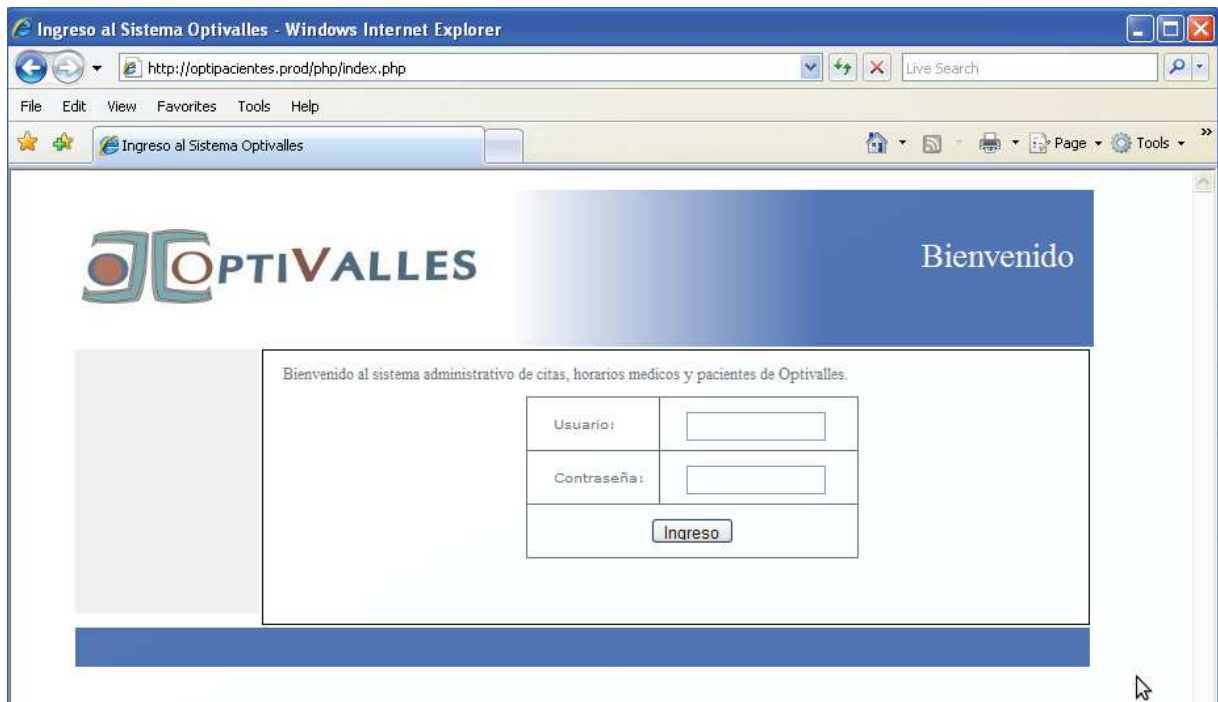 Ingreso al Sistema Optivalles - Windows Internet Explorer
http://optipacientes.prod/php/index.php
Live Search
File Edit View Favorites Tools Help
Ingreso al Sistema Optivalles
Page Tools »
OPTIVALLES
Bienvenido
Bienvenido al sistema administrativo de citas, horarios medicos y pacientes de Optivalles.
Usuario:
Contraseña:
Ingreso